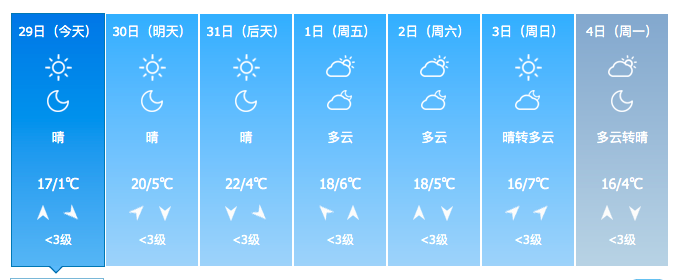 29日（今天）
晴
17/1℃
<3级
30日（明天）
晴
20/5℃
<3级
31日（后天）
晴
22/4℃
<3级
1日（周五）
多云
18/6℃
<3级
2日（周六）
多云
18/5℃
<3级
3日（周日）
晴转多云
16/7℃
<3级
4日（周一）
多云转晴
16/4℃
<3级